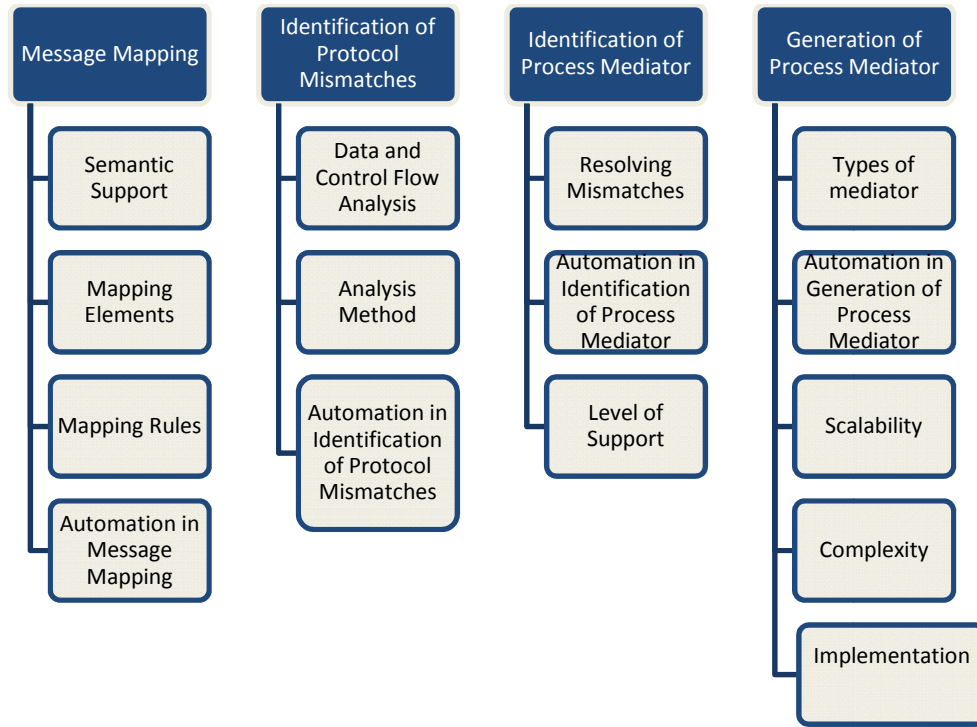 Message Mapping
Semantic
Support
Mapping
Elements
Mapping Rules
Automation in
Message
Mapping
Identification of
Protocol
Mismatches
Data and
Control Flow
Analysis
Analysis
Method
Automation in
Identification
of Protocol
Mismatches
Identification of
Process Mediator
Resolving
Mismatches
Automation in
Identification
of Process
Mediator
Level of
Support
Generation of
Process Mediator
Types of
mediator
Automation in
Generation of
Process
Mediator
Scalability
Complexity
Implementation